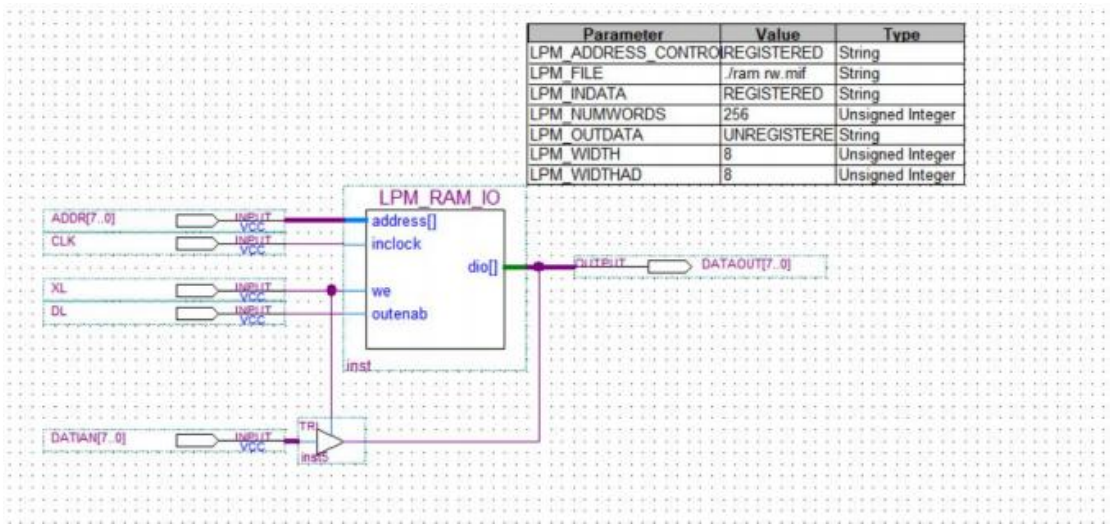 Parameter Value Type
LPM_ADDRESS_CONTROL REGISTERED String
LPM_FILE ./ram rw.mif String
LPM_INDATA REGISTERED String
LPM_NUMWORDS 256 Unsigned Integer
LPM_OUTDATA UNREGISTERE String
LPM_WIDTH 8 Unsigned Integer
LPM_WIDTHAD 8 Unsigned Integer
LPM_RAM_IO
ADDR[7..0] INPUT
VCC
address[]
CLK INPUT
VCC
inclock
dio[]
OUTPUT DATAOUT[7..0]
XL INPUT
VCC
we
DL INPUT
VCC
outenab
inst
TRI
DATIAN[7..0] INPUT
VCC
inst5